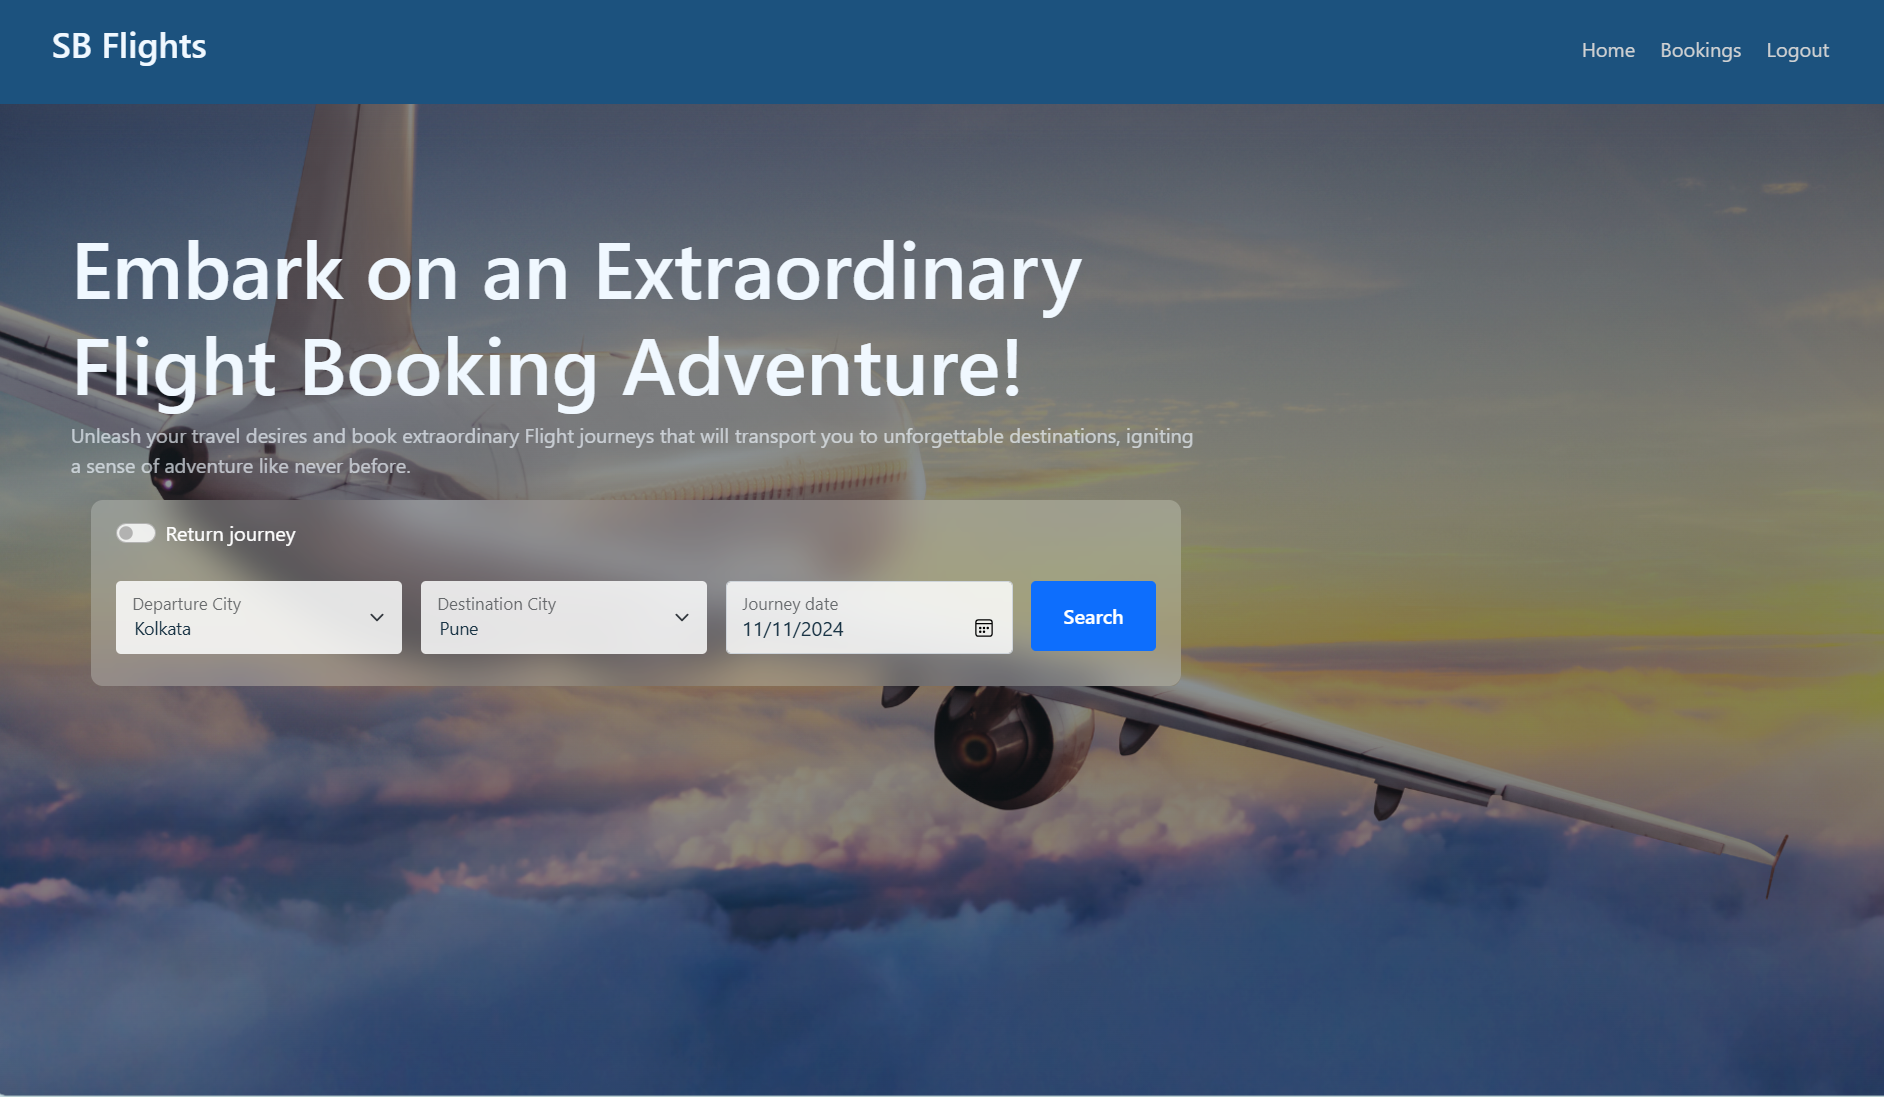 SB Flights
Home Bookings Logout
Embark on an Extraordinary
Flight Booking Adventure!
Unleash your travel desires and book extraordinary Flight journeys that will transport you to unforgettable destinations, igniting
a sense of adventure like never before.
Return journey
Departure City
Kolkata
Destination City
Pune
Journey date
11/11/2024
Search